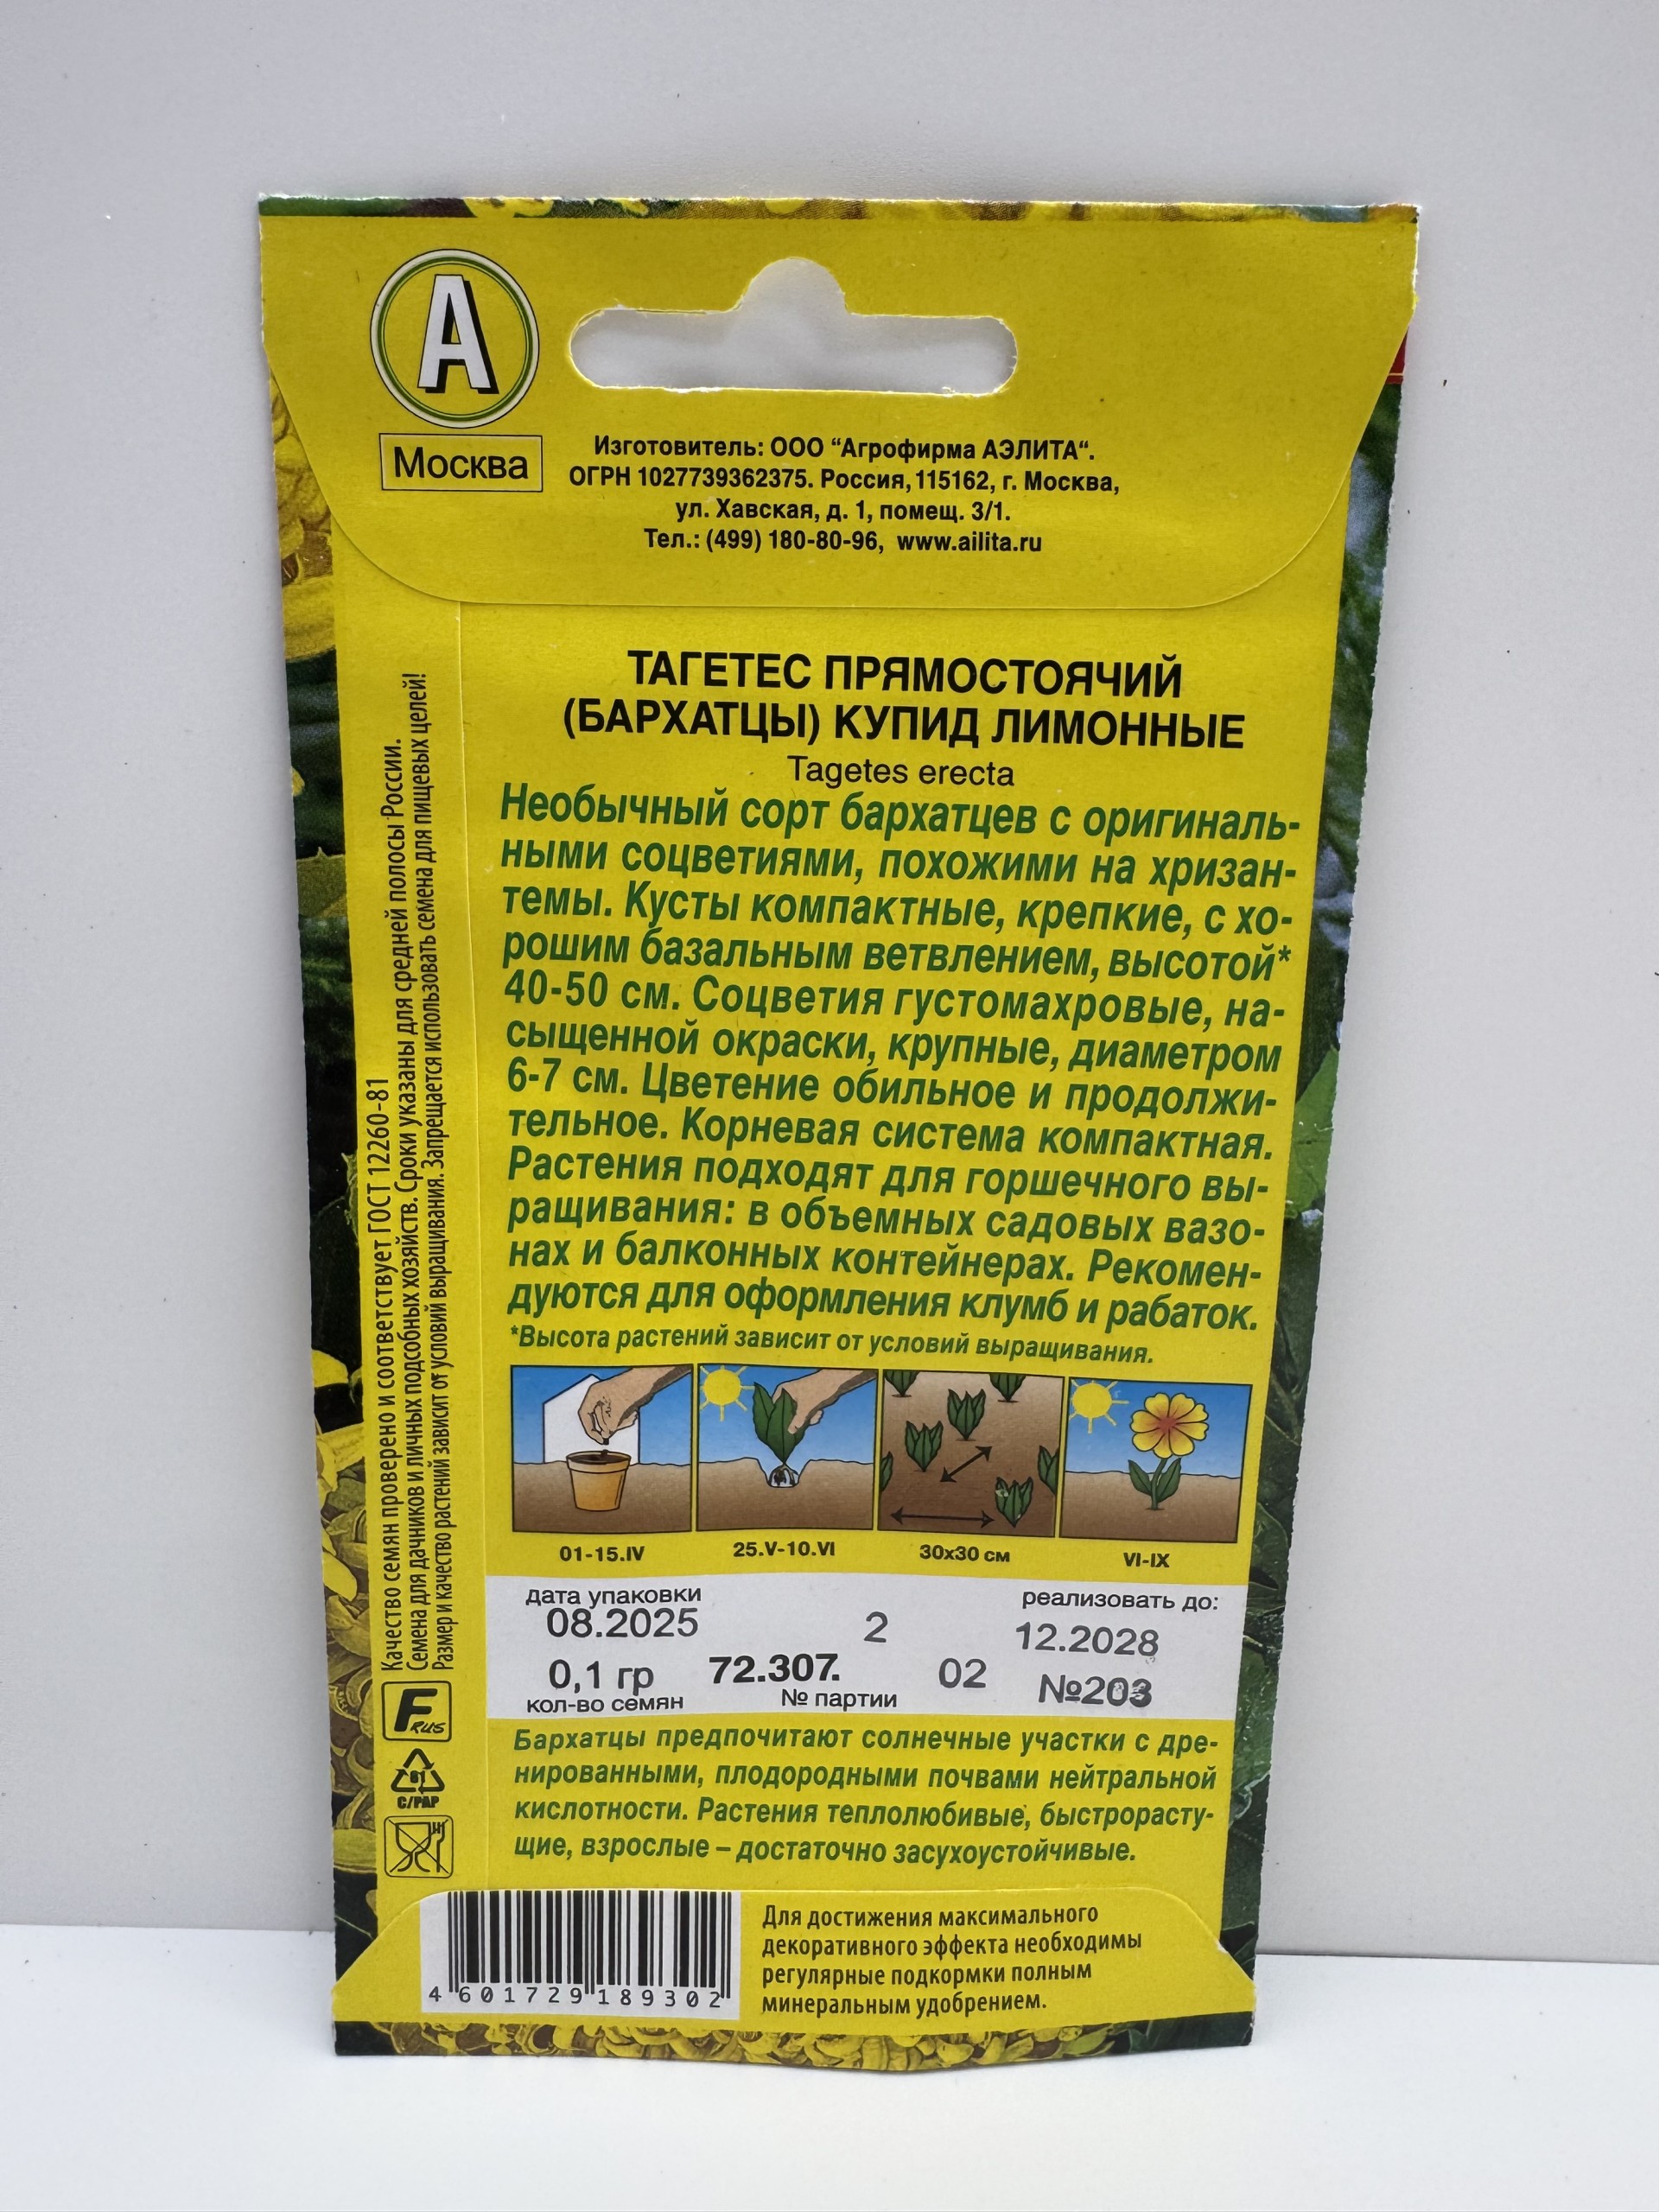 А
Москва
Изготовитель: ООО “Агрофирма АЭЛИТА“.
ОГРН 1027739362375. Россия, 115162, г. Москва,
ул. Хавская, д. 1, помещ. 3/1.
Тел.: (499) 180-80-96, www.ailita.ru
ТАГЕТЕС ПРЯМОСТОЯЧИЙ
(БАРХАТЦЫ) КУПИД ЛИМОННЫЕ
Tagetes erecta
Необычный сорт бархатцев с оригиналь-
ными соцветиями, похожими на хризан-
темы. Кусты компактные, крепкие, с хо-
рошим базальным ветвлением, высотой*
40-50 см. Соцветия густомахровые, на-
сыщенной окраски, крупные, диаметром
6-7 см. Цветение обильное и продолжи-
тельное. Корневая система компактная.
Растения подходят для горшечного вы-
ращивания: в объемных садовых вазо-
нах и балконных контейнерах. Рекомен-
дуются для оформления клумб и рабаток.
*Высота растений зависит от условий выращивания.
01-15.IV
25.V-10.VI
30x30 см
VI-IX
дата упаковки
08.2025
2
реализовать до:
12.2028
0,1 гр
72.307.
02
№203
кол-во семян
№ партии
Бархатцы предпочитают солнечные участки с дре-
нированными, плодородными почвами нейтральной
кислотности. Растения теплолюбивые, быстрорасту-
щие, взрослые – достаточно засухоустойчивые.
Для достижения максимального
декоративного эффекта необходимы
регулярные подкормки полным
минеральным удобрением.
4 601729 189302
Качество семян проверено и соответствует ГОСТ 12260-81
Семена для дачников и личных подсобных хозяйств. Сроки указаны для средней полосы России.
Размер и качество растений зависит от условий выращивания. Запрещается использовать семена для пищевых целей!
F RUS
81
C/PAP